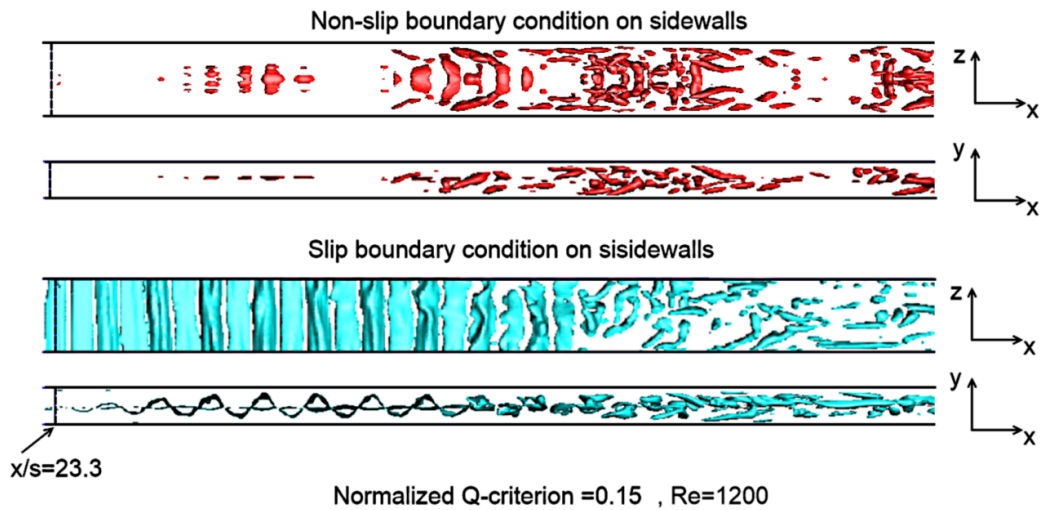 Non-slip boundary condition on sidewalls
z
x
y
x
Slip boundary condition on sisidewalls
z
x
y
x
x/s=23.3
Normalized Q-criterion =0.15 , Re=1200